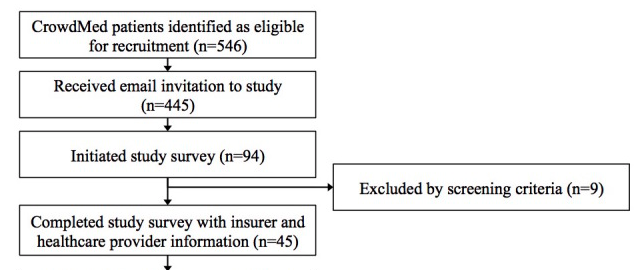 CrowdMed patients identified as eligible
for recruitment (n=546)
Received email invitation to study
(n=445)
Initiated study survey (n=94)
Excluded by screening criteria (n=9)
Completed study survey with insurer and
healthcare provider information (n=45)